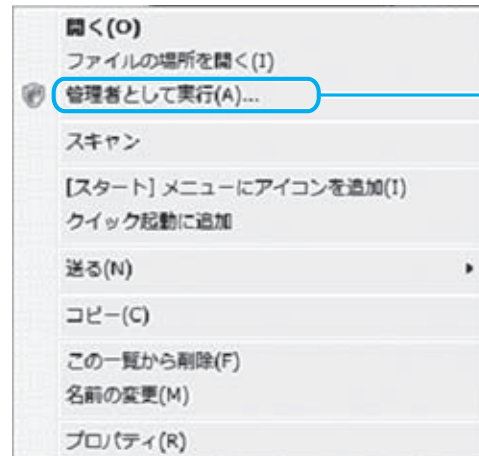 開く(O)
ファイルの場所を開く(I)
管理者として実行(A)...
スキャン
[スタート] メニューにアイコンを追加(I)
クイック起動に追加
送る(N)
コピー(C)
この一覧から削除(F)
名前の変更(M)
プロパティ(R)